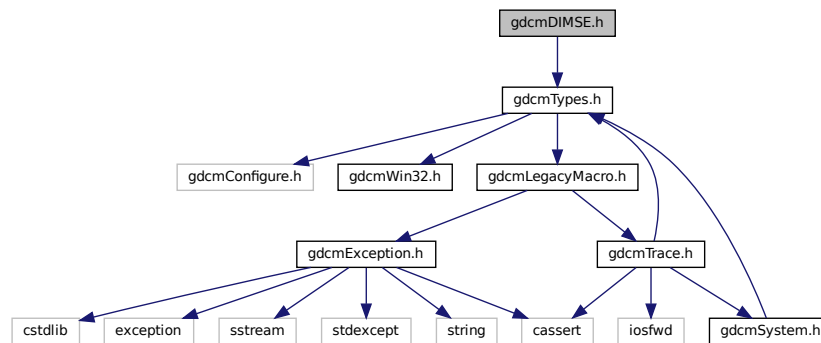 gdcmDIMSE.h
gdcmTypes.h
gdcmConfigure.h
gdcmWin32.h
gdcmLegacyMacro.h
gdcmException.h
gdcmTrace.h
cstdlib
exception
sstream
stdexcept
string
cassert
iosfwd
gdcmSystem.h